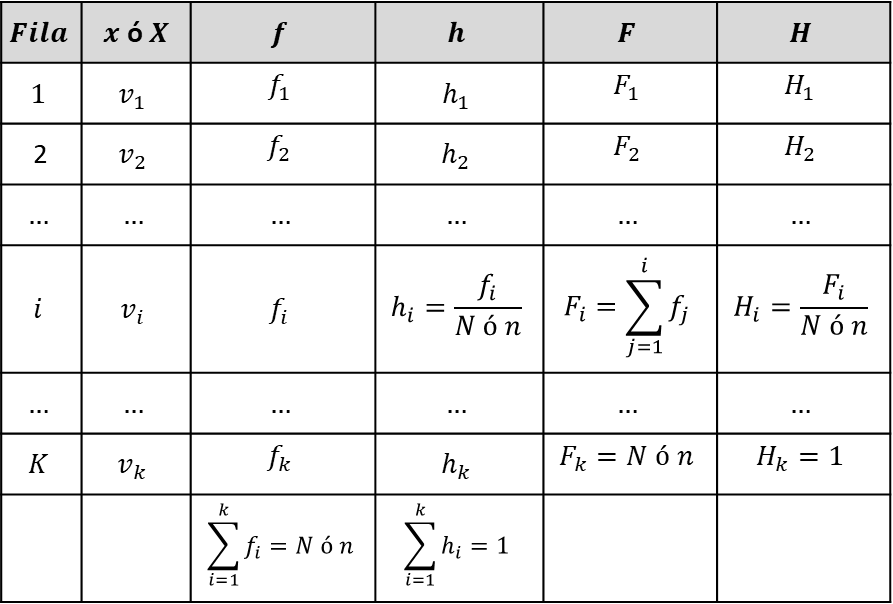 Fila x ó X f h F H
1 v₁ f₁ h₁ F₁ H₁
2 v₂ f₂ h₂ F₂ H₂
... ... ... ... ... ...
i vᵢ fᵢ hᵢ = fᵢ / (N ó n) Fᵢ = ∑_{j=1}^{i} fⱼ Hᵢ = Fᵢ / (N ó n)
... ... ... ... ... ...
K vₖ fₖ hₖ Fₖ = N ó n Hₖ = 1
∑_{i=1}^{k} fᵢ = N ó n ∑_{i=1}^{k} hᵢ = 1